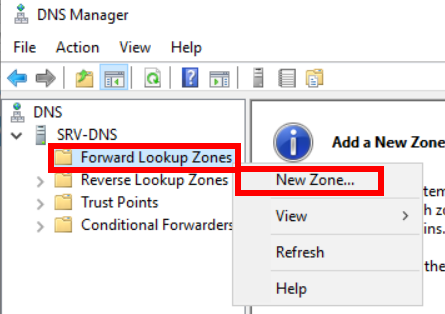 DNS Manager
File Action View Help
DNS
SRV-DNS
Forward Lookup Zones
Reverse Lookup Zones
Trust Points
Conditional Forwarders
Add a New Zone
New Zone...
View
Refresh
Help